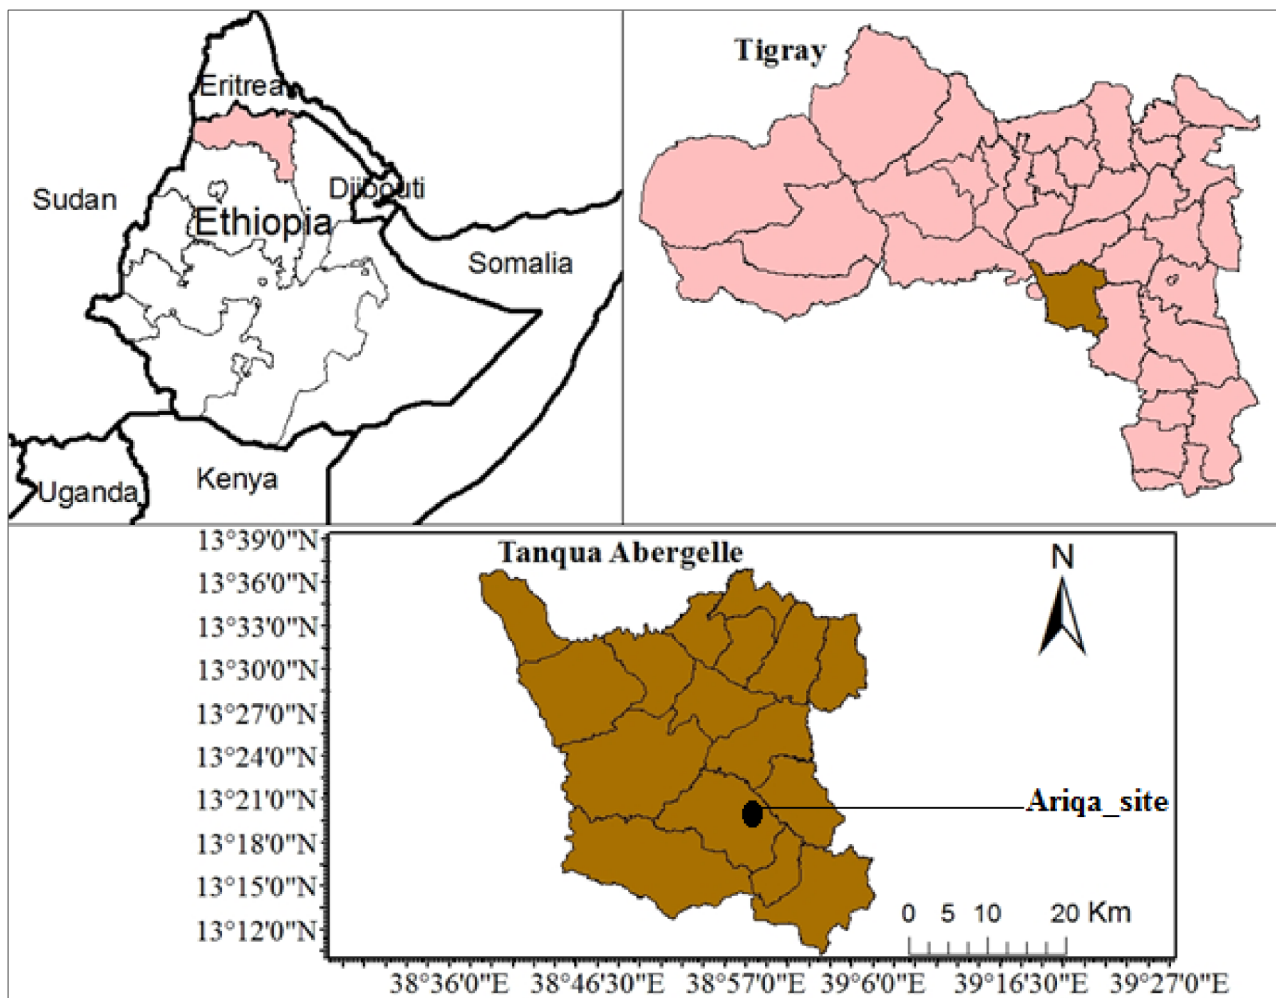 Eritrea
Sudan
Djibouti
Ethiopia
Somalia
Uganda
Kenya
Tigray
Tanqua Abergelle
N
13°39'0"N
13°36'0"N
13°33'0"N
13°30'0"N
13°27'0"N
13°24'0"N
13°21'0"N
13°18'0"N
13°15'0"N
13°12'0"N
Ariqa_site
0 5 10 20 Km
38°36'0"E 38°46'30"E 38°57'0"E 39°6'0"E 39°16'30"E 39°27'0"E